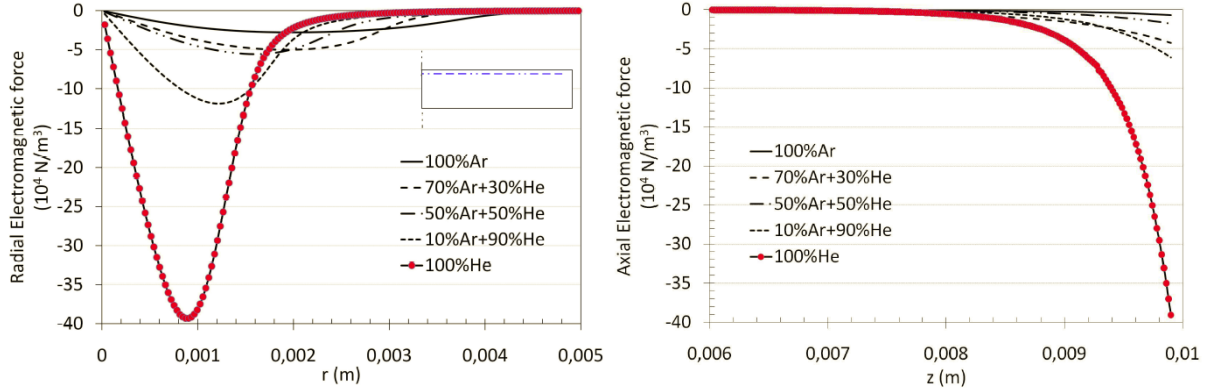 Radial Electromagnetic force
(10⁴ N/m³)
0
-5
-10
-15
-20
-25
-30
-35
-40
100%Ar
70%Ar+30%He
50%Ar+50%He
10%Ar+90%He
100%He
0
0,001
0,002
0,003
0,004
0,005
r (m)
Axial Electromagnetic force
(10⁴ N/m³)
0
-5
-10
-15
-20
-25
-30
-35
-40
100%Ar
70%Ar+30%He
50%Ar+50%He
10%Ar+90%He
100%He
0,006
0,007
0,008
0,009
0,01
z (m)